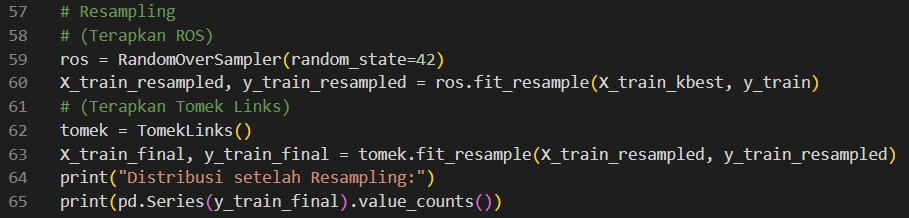 57 # Resampling
58 # (Terapkan ROS)
59 ros = RandomOverSampler(random_state=42)
60 X_train_resampled, y_train_resampled = ros.fit_resample(X_train_kbest, y_train)
61 # (Terapkan Tomek Links)
62 tomek = TomekLinks()
63 X_train_final, y_train_final = tomek.fit_resample(X_train_resampled, y_train_resampled)
64 print("Distribusi setelah Resampling:")
65 print(pd.Series(y_train_final).value_counts())